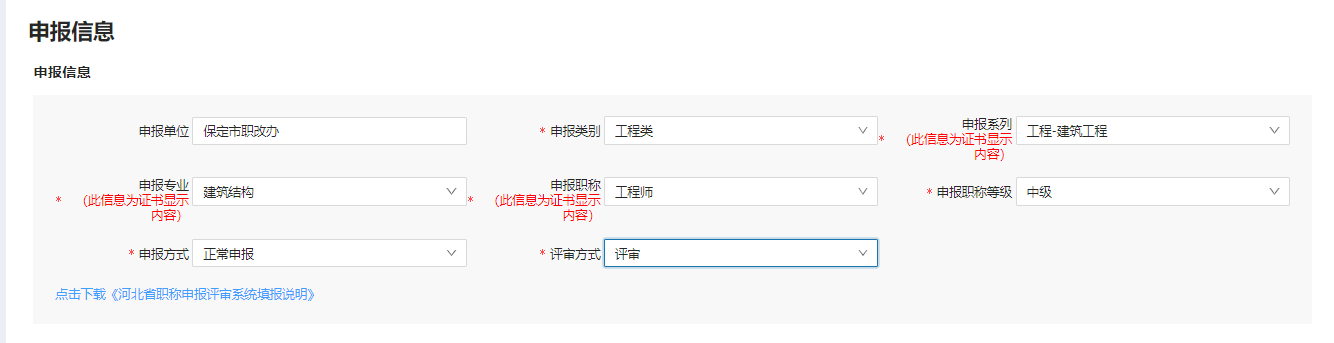 申报信息
申报信息
申报单位 保定市职改办 * 申报类别 工程类 * 申报系列 (此信息为证书显示内容) 工程-建筑工程
* 申报专业 (此信息为证书显示内容) 建筑结构 * 申报职称 (此信息为证书显示内容) 工程师 * 申报职称等级 中级
* 申报方式 正常申报 * 评审方式 评审
点击下载《河北省职称申报评审系统填报说明》